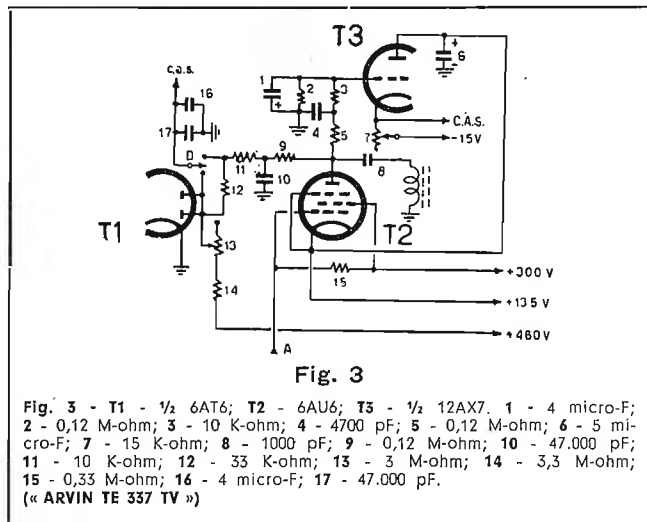 T3
c.a.s.
16
17
1
2
3
4
5
6
7
C.A.S.
-15V
D
11
9
8
12
10
T1
T2
13
14
15
+300 V
+135 V
+460 V
A
Fig. 3
Fig. 3 - T1 - ½ 6AT6; T2 - 6AU6; T3 - ½ 12AX7. 1 - 4 micro-F;
2 - 0,12 M-ohm; 3 - 10 K-ohm; 4 - 4700 pF; 5 - 0,12 M-ohm; 6 - 5 mi-
cro-F; 7 - 15 K-ohm; 8 - 1000 pF; 9 - 0,12 M-ohm; 10 - 47.000 pF;
11 - 10 K-ohm; 12 - 33 K-ohm; 13 - 3 M-ohm; 14 - 3,3 M-ohm;
15 - 0,33 M-ohm; 16 - 4 micro-F; 17 - 47.000 pF.
(« ARVIN TE 337 TV »)